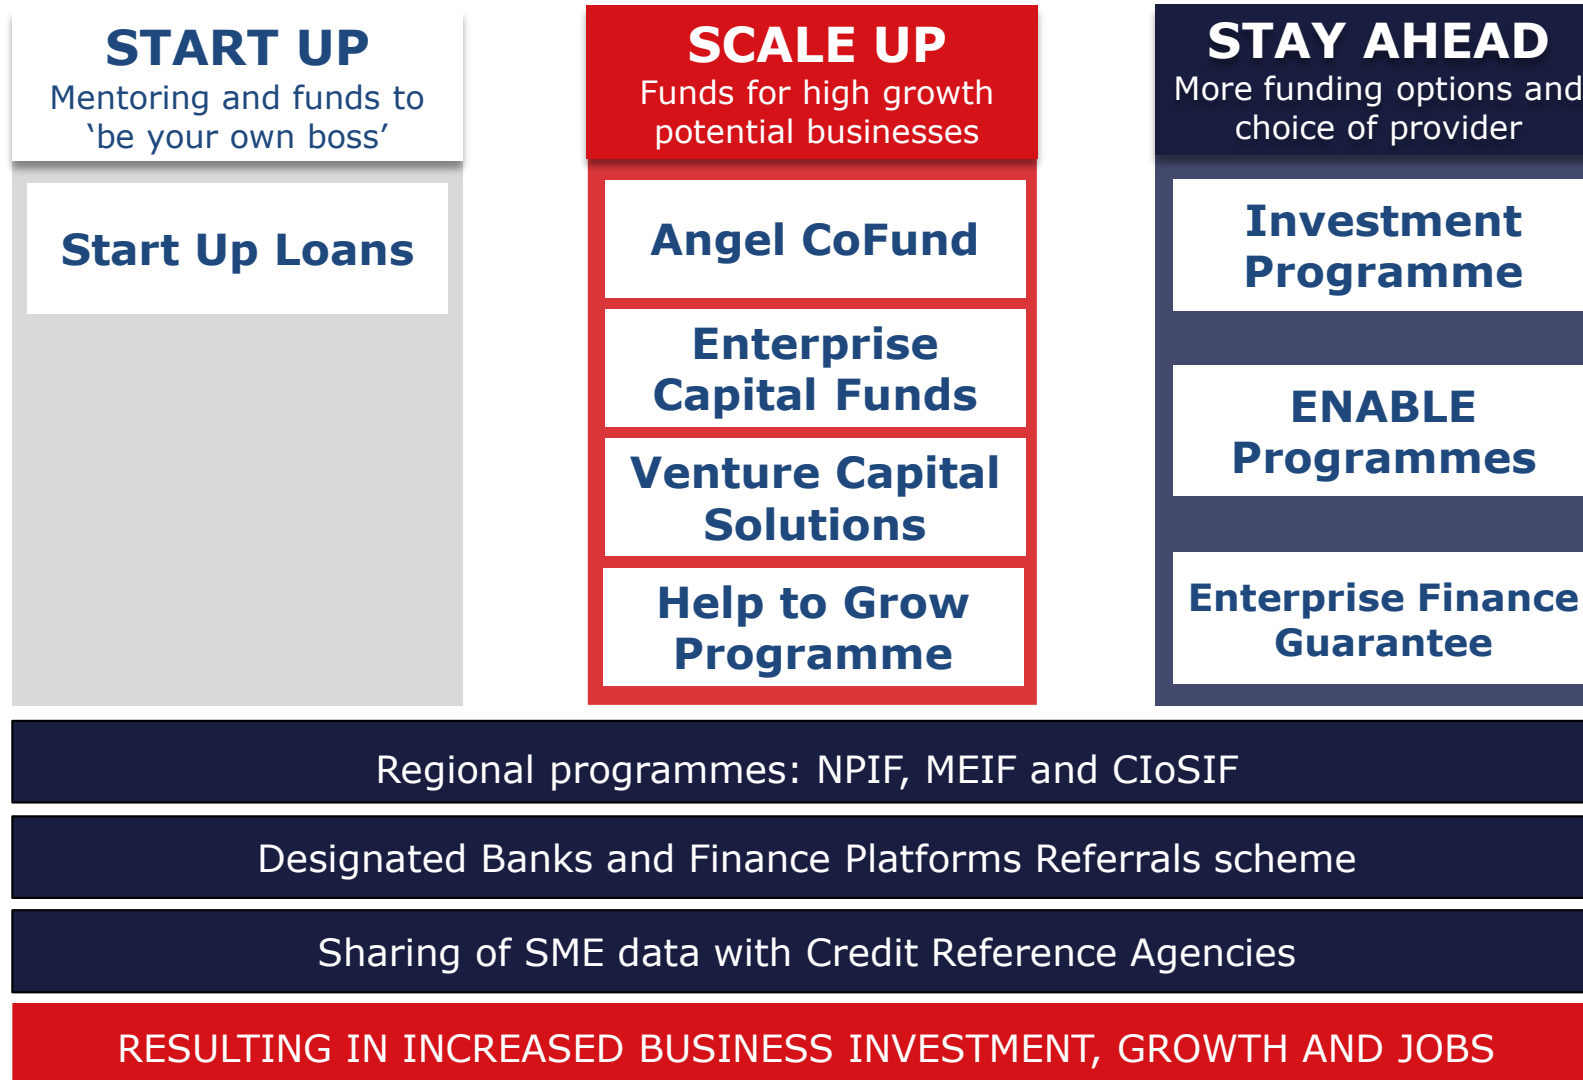 START UP
Mentoring and funds to
‘be your own boss’
Start Up Loans
SCALE UP
Funds for high growth
potential businesses
Angel CoFund
Enterprise
Capital Funds
Venture Capital
Solutions
Help to Grow
Programme
STAY AHEAD
More funding options and
choice of provider
Investment
Programme
ENABLE
Programmes
Enterprise Finance
Guarantee
Regional programmes: NPIF, MEIF and CIoSIF
Designated Banks and Finance Platforms Referrals scheme
Sharing of SME data with Credit Reference Agencies
RESULTING IN INCREASED BUSINESS INVESTMENT, GROWTH AND JOBS